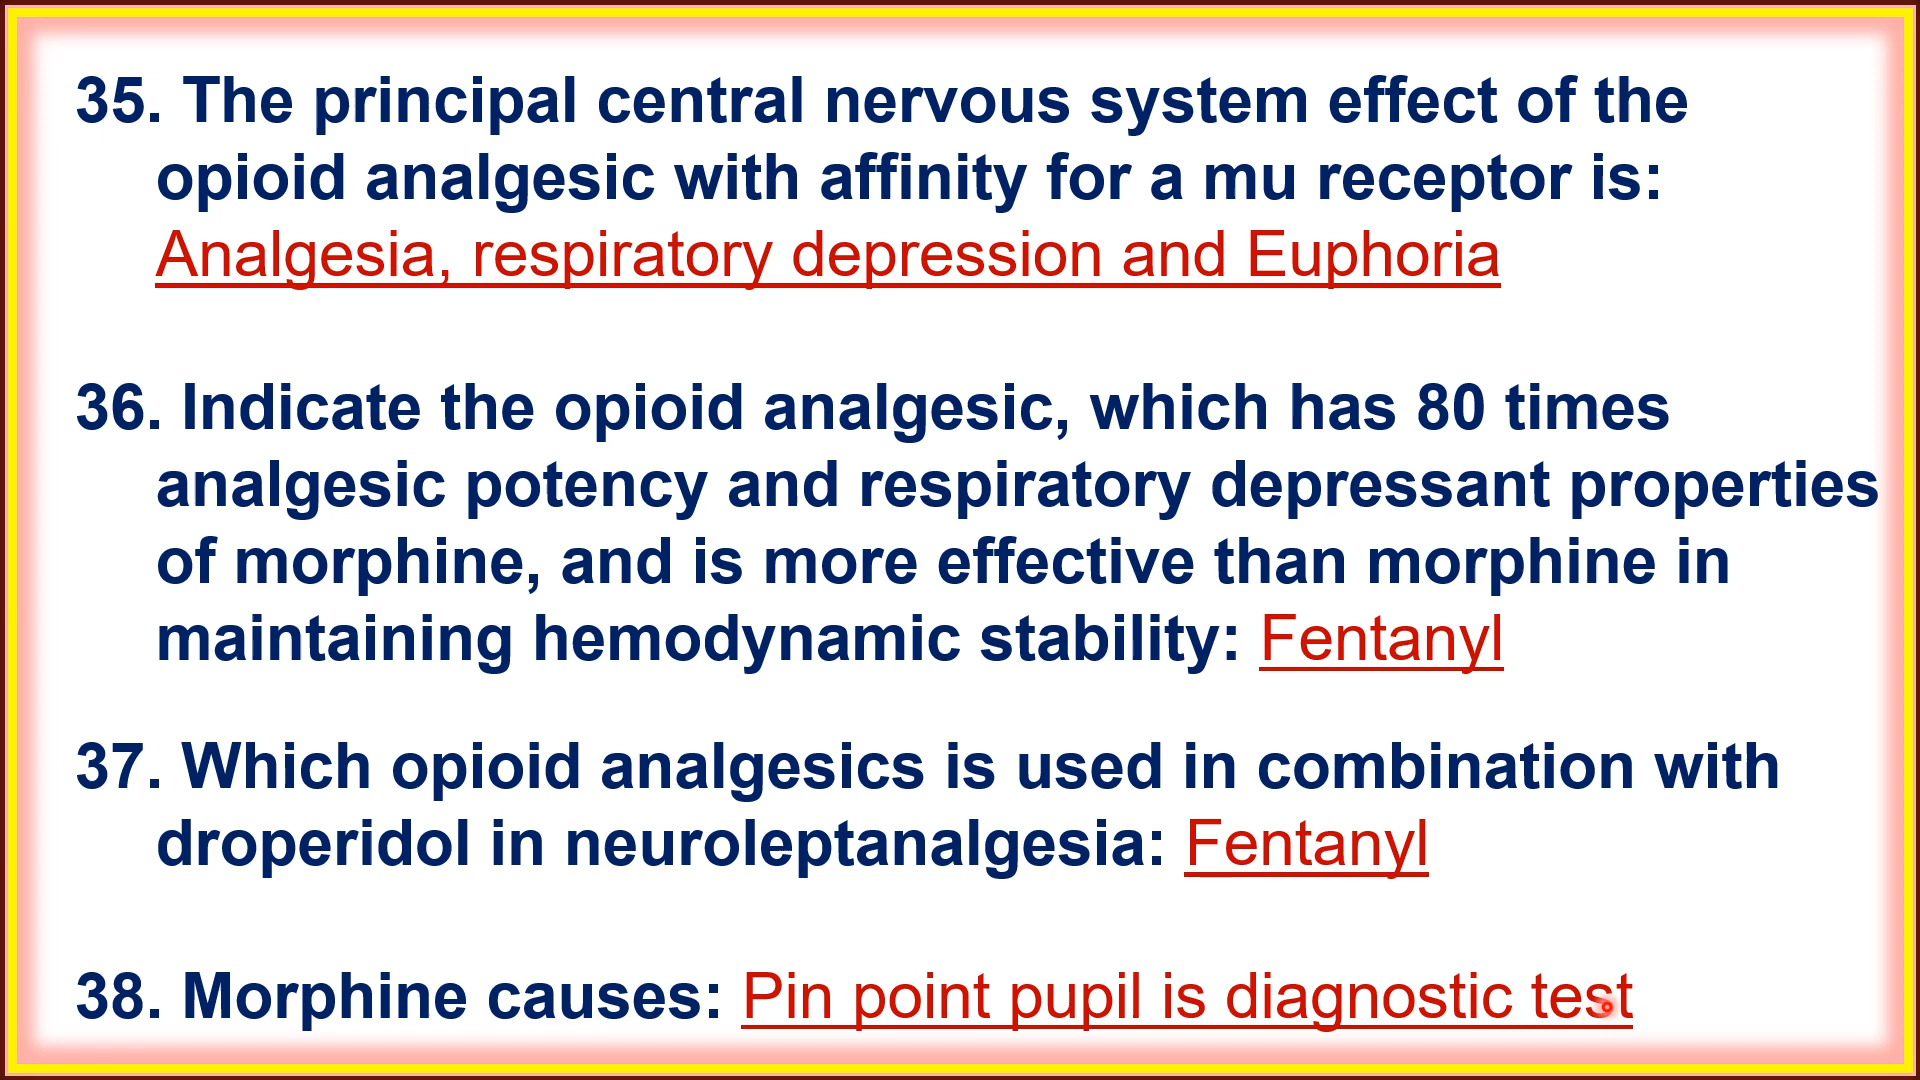 35. The principal central nervous system effect of the
opioid analgesic with affinity for a mu receptor is:
Analgesia, respiratory depression and Euphoria
36. Indicate the opioid analgesic, which has 80 times
analgesic potency and respiratory depressant properties
of morphine, and is more effective than morphine in
maintaining hemodynamic stability: Fentanyl
37. Which opioid analgesics is used in combination with
droperidol in neuroleptanalgesia: Fentanyl
38. Morphine causes: Pin point pupil is diagnostic test